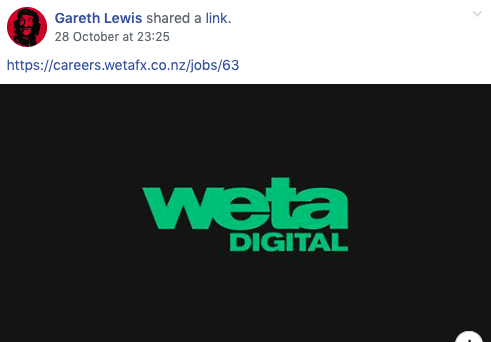 Gareth Lewis shared a link.
28 October at 23:25
https://careers.wetafx.co.nz/jobs/63
weta
DIGITAL